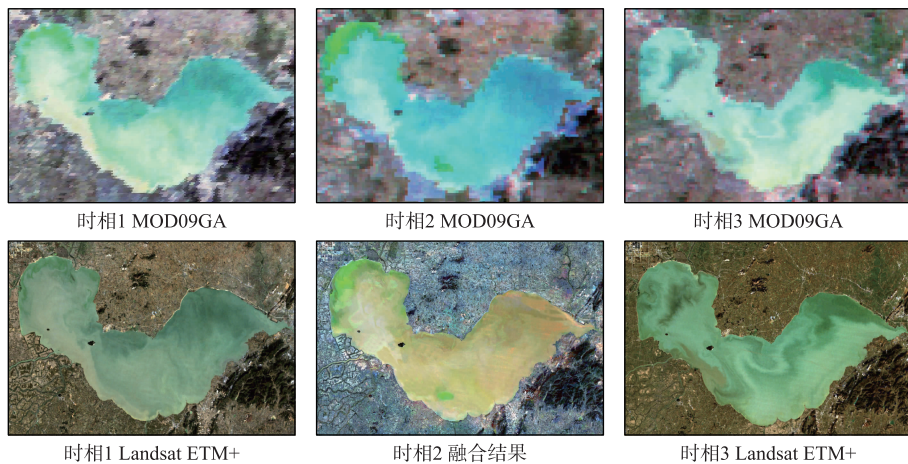 时相1 MOD09GA
时相2 MOD09GA
时相3 MOD09GA
时相1 Landsat ETM+
时相2 融合结果
时相3 Landsat ETM+